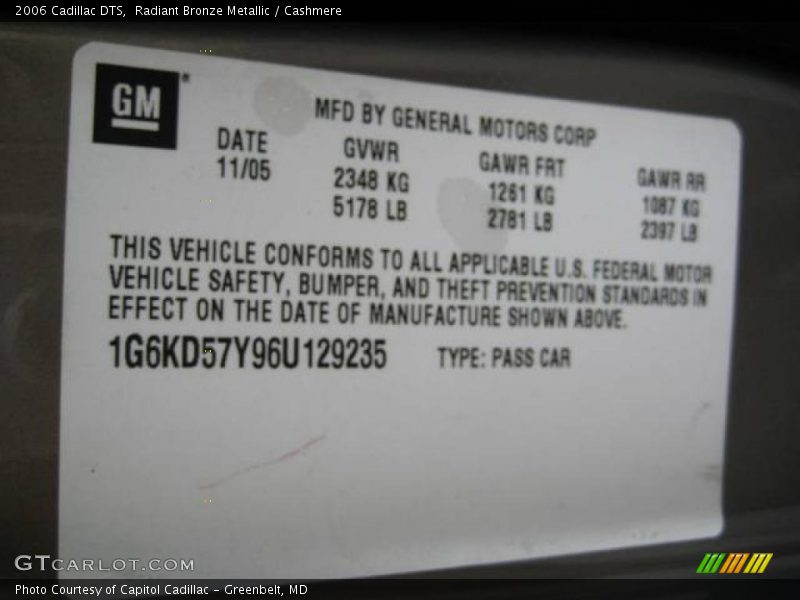 2006 Cadillac DTS, Radiant Bronze Metallic / Cashmere
GM®
MFD BY GENERAL MOTORS CORP
DATE GVWR GAWR FRT GAWR RR
11/05 2348 KG 1261 KG 1087 KG
5178 LB 2781 LB 2397 LB
THIS VEHICLE CONFORMS TO ALL APPLICABLE U.S. FEDERAL MOTOR
VEHICLE SAFETY, BUMPER, AND THEFT PREVENTION STANDARDS IN
EFFECT ON THE DATE OF MANUFACTURE SHOWN ABOVE.
1G6KD57Y96U129235 TYPE: PASS CAR
GTCARLOT.COM
Photo Courtesy of Capitol Cadillac - Greenbelt, MD